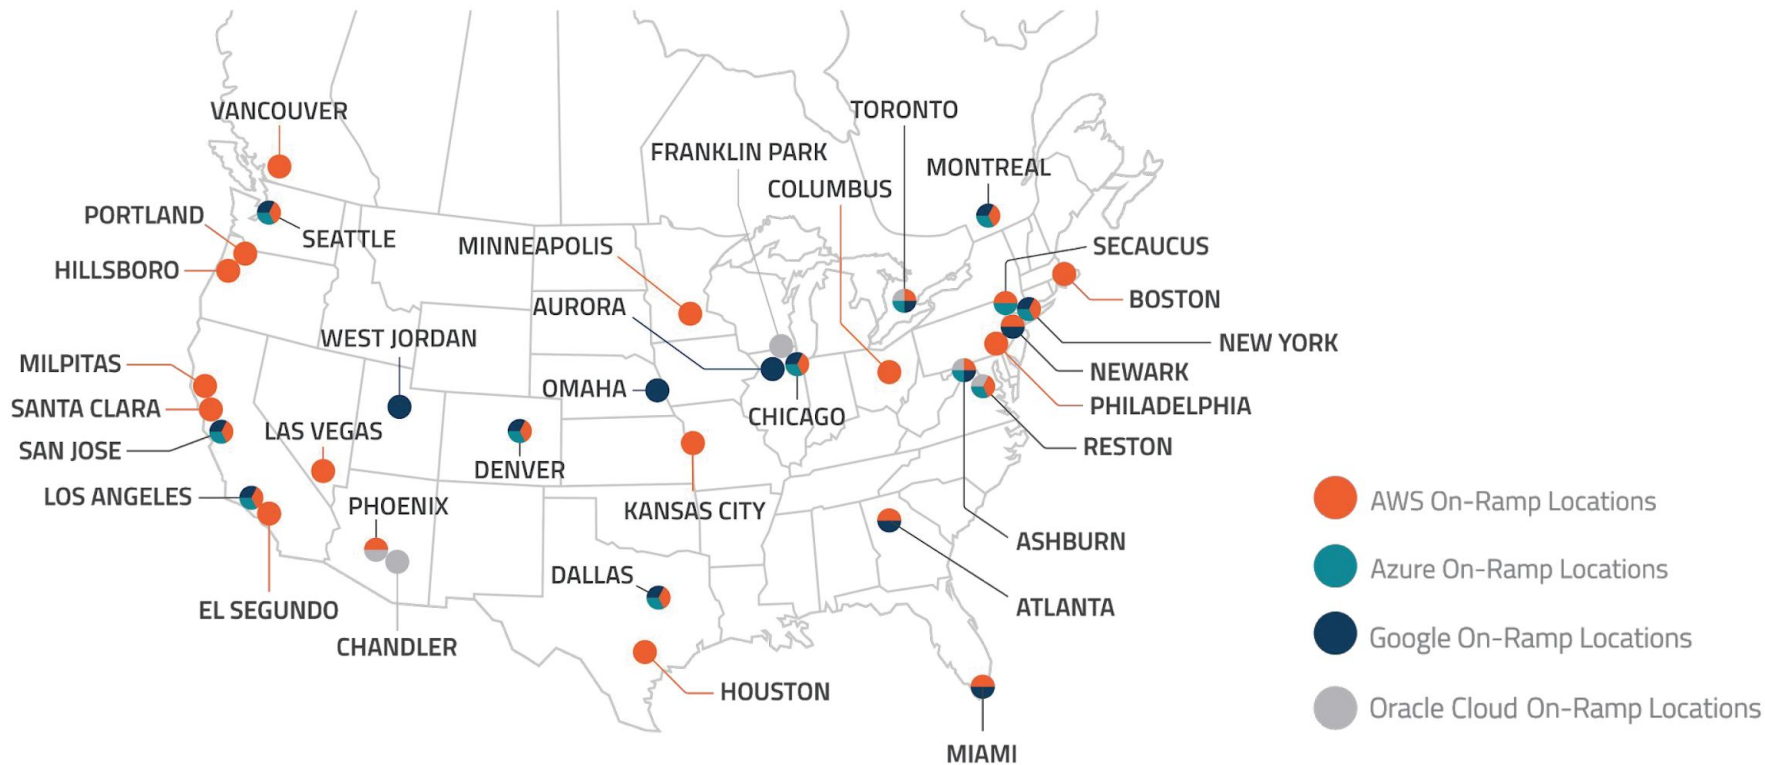 VANCOUVER
TORONTO
FRANKLIN PARK
MONTREAL
COLUMBUS
PORTLAND
SEATTLE
MINNEAPOLIS
SECAUCUS
HILLSBORO
AURORA
BOSTON
WEST JORDAN
NEW YORK
MILPITAS
OMAHA
NEWARK
SANTA CLARA
CHICAGO
PHILADELPHIA
LAS VEGAS
SAN JOSE
RESTON
DENVER
LOS ANGELES
PHOENIX
KANSAS CITY
AWS On-Ramp Locations
ASHBURN
DALLAS
Azure On-Ramp Locations
EL SEGUNDO
ATLANTA
Google On-Ramp Locations
CHANDLER
HOUSTON
Oracle Cloud On-Ramp Locations
MIAMI